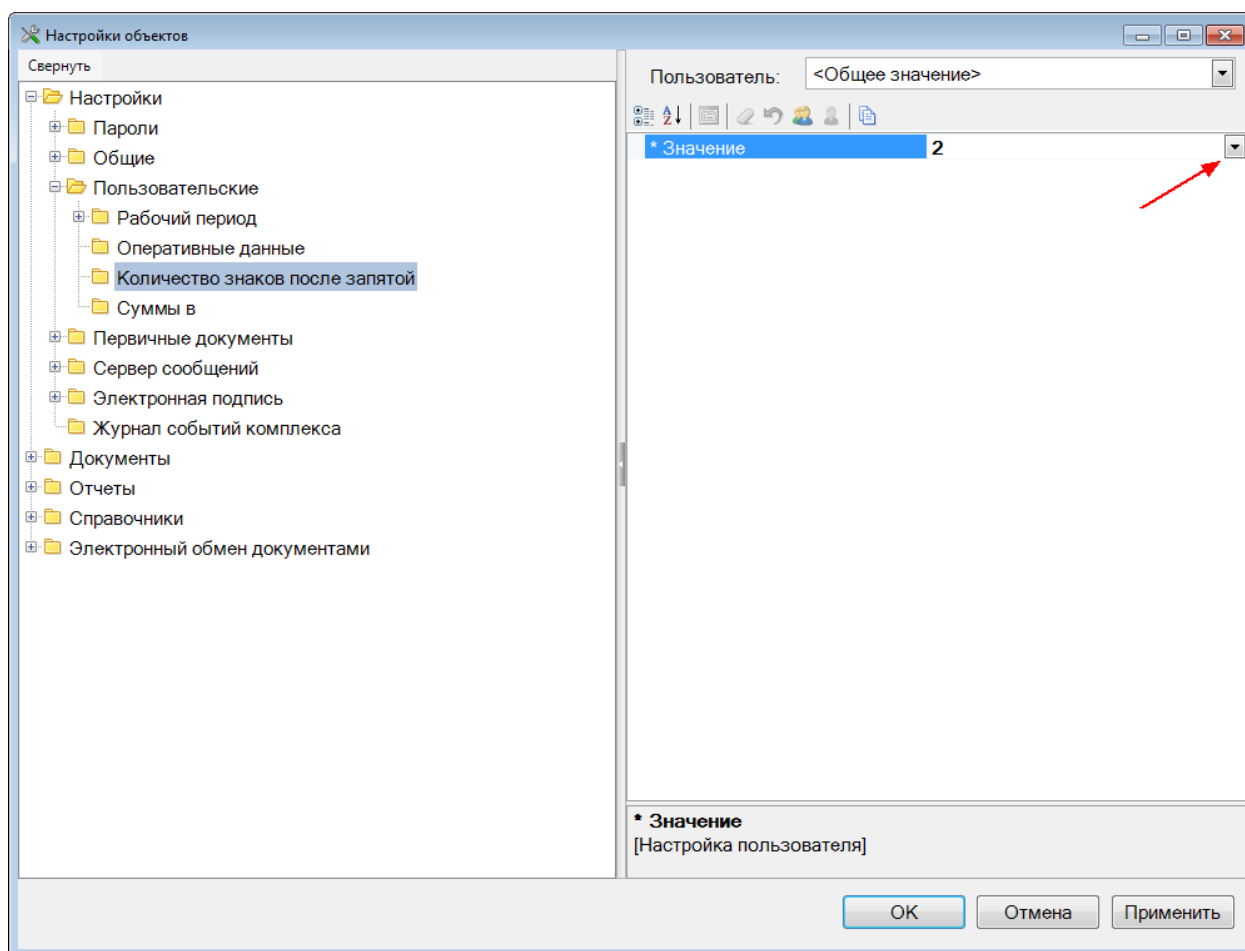 Настройки объектов
Свернуть
Настройки
Пароли
Общие
Пользовательские
Рабочий период
Оперативные данные
Количество знаков после запятой
Суммы в
Первичные документы
Сервер сообщений
Электронная подпись
Журнал событий комплекса
Документы
Отчеты
Справочники
Электронный обмен документами
Пользователь: <Общее значение>
* Значение 2
* Значение
[Настройка пользователя]
OK Отмена Применить